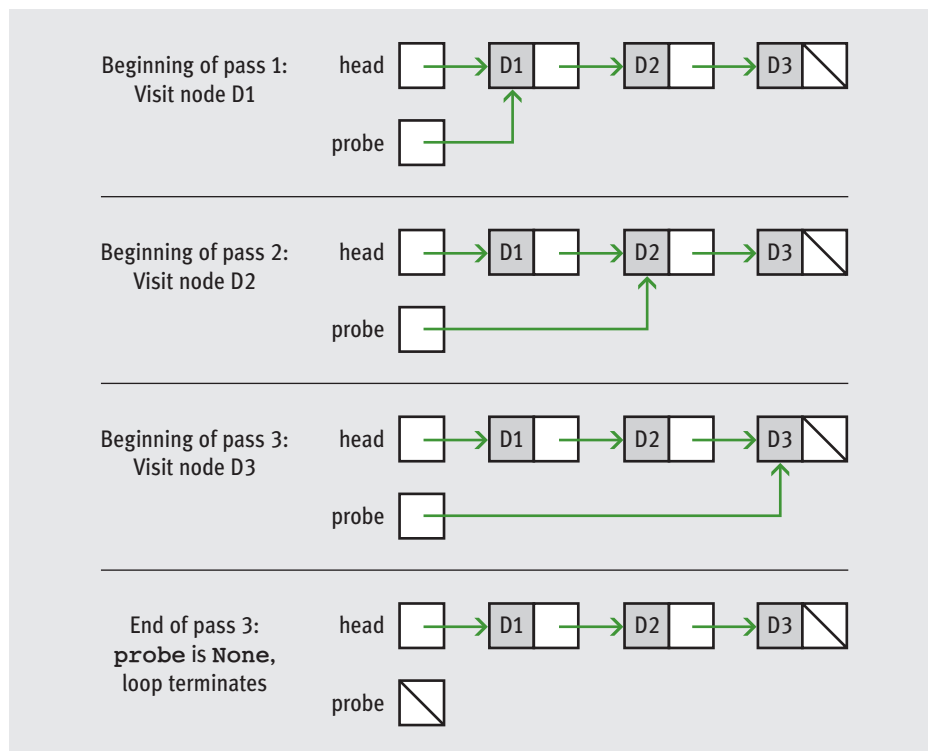 Beginning of pass 1:
Visit node D1
head D1 D2 D3
probe
Beginning of pass 2:
Visit node D2
head D1 D2 D3
probe
Beginning of pass 3:
Visit node D3
head D1 D2 D3
probe
End of pass 3:
probe is None,
loop terminates
head D1 D2 D3
probe